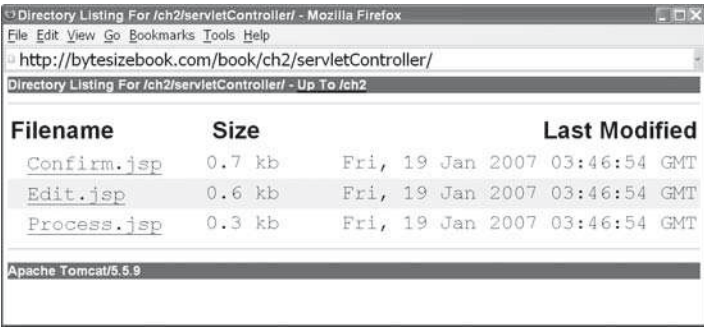 Directory Listing For /ch2/servletController/ - Mozilla Firefox
File Edit View Go Bookmarks Tools Help
http://bytesizebook.com/book/ch2/servletController/
Directory Listing For /ch2/servletController/ - Up To /ch2
Filename Size Last Modified
Confirm.jsp 0.7 kb Fri, 19 Jan 2007 03:46:54 GMT
Edit.jsp 0.6 kb Fri, 19 Jan 2007 03:46:54 GMT
Process.jsp 0.3 kb Fri, 19 Jan 2007 03:46:54 GMT
Apache Tomcat/5.5.9